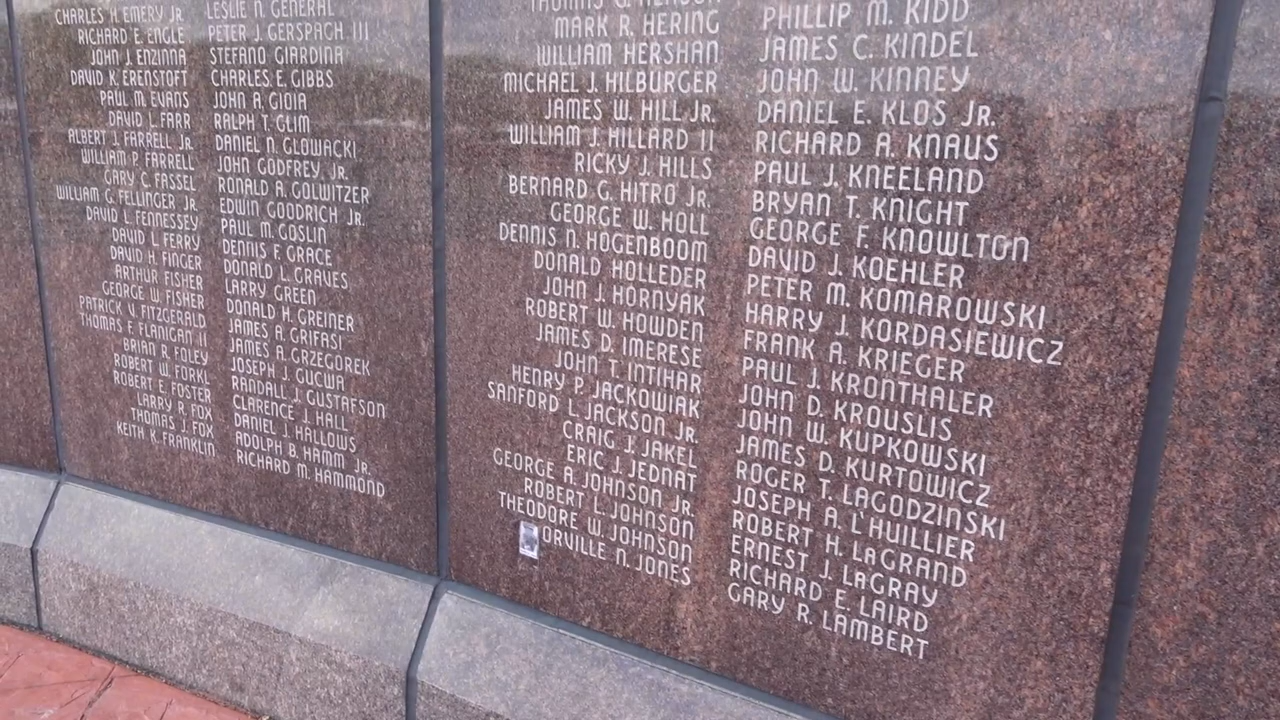 CHARLES H. EMERY JR.
RICHARD E. ENGLE
JOHN J. ENZINNA
DAVID K. ERENSTOFT
PAUL M. EVANS
DAVID L. FARR
ALBERT J. FARRELL JR.
WILLIAM P. FARRELL
GARY C. FASSEL
WILLIAM G. FELLINGER JR.
DAVID L. FENNESSEY
DAVID L. FERRY
DAVID H. FINGER
ARTHUR FISHER
GEORGE W. FISHER
PATRICK V. FITZGERALD
THOMAS F. FLANIGAN II
BRIAN R. FOLEY
ROBERT W. FORKL
ROBERT E. FOSTER
LARRY R. FOX
THOMAS J. FOX
KEITH K. FRANKLIN
LESLIE N. GENERAL
PETER J. GERSPACH III
STEFANO GIARDINA
CHARLES E. GIBBS
JOHN A. GIOIA
RALPH T. GLIM
DANIEL N. GLOWACKI
JOHN GODFREY, JR.
RONALD A. GOLWITZER
EDWIN GOODRICH JR.
PAUL M. GOSLIN
DENNIS F. GRACE
DONALD L. GRAVES
LARRY GREEN
DONALD H. GREINER
JAMES A. GRIFASI
JAMES A. GRZEGOREK
JOSEPH J. GUCWA
RANDALL J. GUSTAFSON
CLARENCE J. HALL
DANIEL J. HALLOWS
ADOLPH B. HAMM JR.
RICHARD M. HAMMOND
MARK R. HERING
WILLIAM HERSHAN
MICHAEL J. HILBURGER
JAMES W. HILL JR.
WILLIAM J. HILLARD II
RICKY J. HILLS
BERNARD G. HITRO JR.
GEORGE W. HOLL
DENNIS N. HOGENBOOM
DONALD HOLLEDER
JOHN J. HORNYAK
ROBERT W. HOWDEN
JAMES D. IMERESE
JOHN T. INTIHAR
HENRY P. JACKOWIAK
SANFORD L. JACKSON JR.
CRAIG J. JAKEL
ERIC J. JEDNAT
GEORGE A. JOHNSON JR.
ROBERT L. JOHNSON
THEODORE W. JOHNSON
ORVILLE N. JONES
PHILLIP M. KIDD
JAMES C. KINDEL
JOHN W. KINNEY
DANIEL E. KLOS JR.
RICHARD A. KNAUS
PAUL J. KNEELAND
BRYAN T. KNIGHT
GEORGE F. KNOWLTON
DAVID J. KOEHLER
PETER M. KOMAROWSKI
HARRY J. KORDASIEWICZ
FRANK A. KRIEGER
PAUL J. KRONTHALER
JOHN D. KROUSLIS
JOHN W. KUPKOWSKI
JAMES D. KURTOWICZ
ROGER T. LAGODZINSKI
JOSEPH A. L'HUILLIER
ROBERT H. LaGRAND
ERNEST J. LaGRAY
RICHARD E. LAIRD
GARY R. LAMBERT